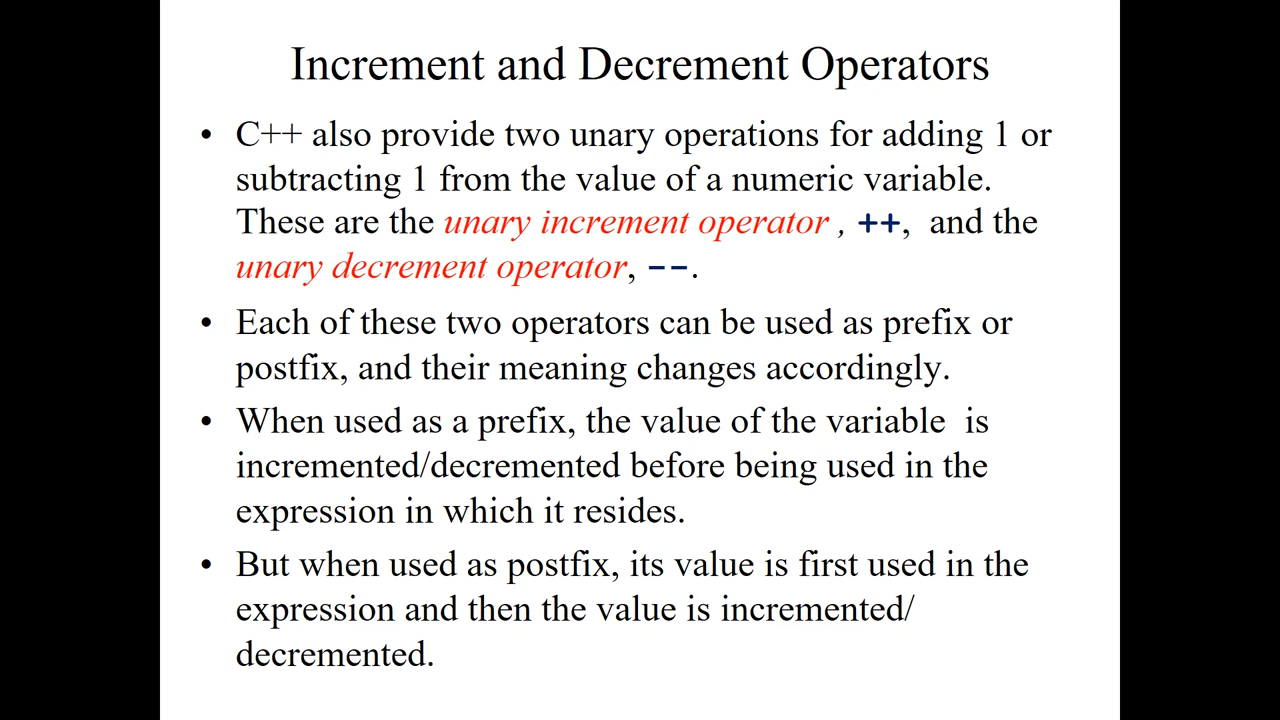 Increment and Decrement Operators
• C++ also provide two unary operations for adding 1 or
subtracting 1 from the value of a numeric variable.
These are the unary increment operator , ++, and the
unary decrement operator, --.
• Each of these two operators can be used as prefix or
postfix, and their meaning changes accordingly.
• When used as a prefix, the value of the variable is
incremented/decremented before being used in the
expression in which it resides.
• But when used as postfix, its value is first used in the
expression and then the value is incremented/
decremented.